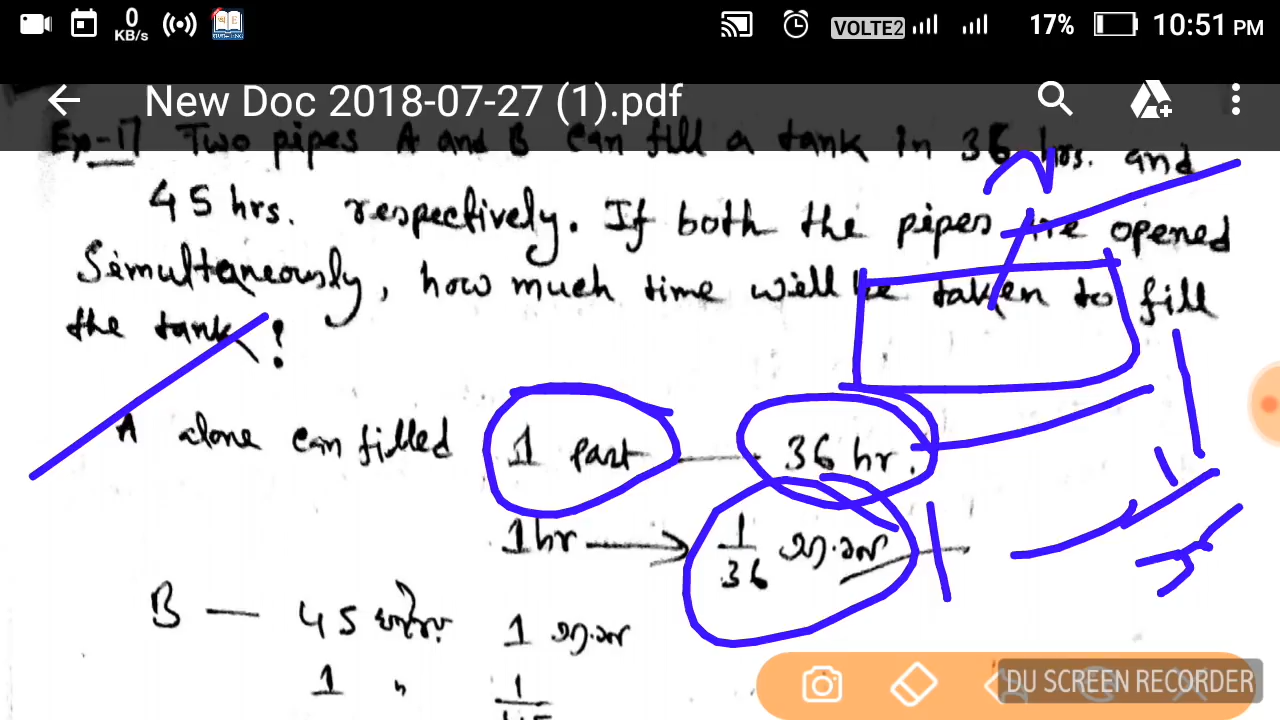 0
KB/s
VOLTE2
17%
10:51 PM
New Doc 2018-07-27 (1).pdf
Ex-17 Two pipes A and B can fill a tank in 36 hrs. and
45 hrs. respectively. If both the pipes are opened
Simultaneously, how much time will be taken to fill
the tank?
A alone can filled 1 part — 36 hr.
1hr → 1/36
B — 45 1
1 " 1/45
DU SCREEN RECORDER